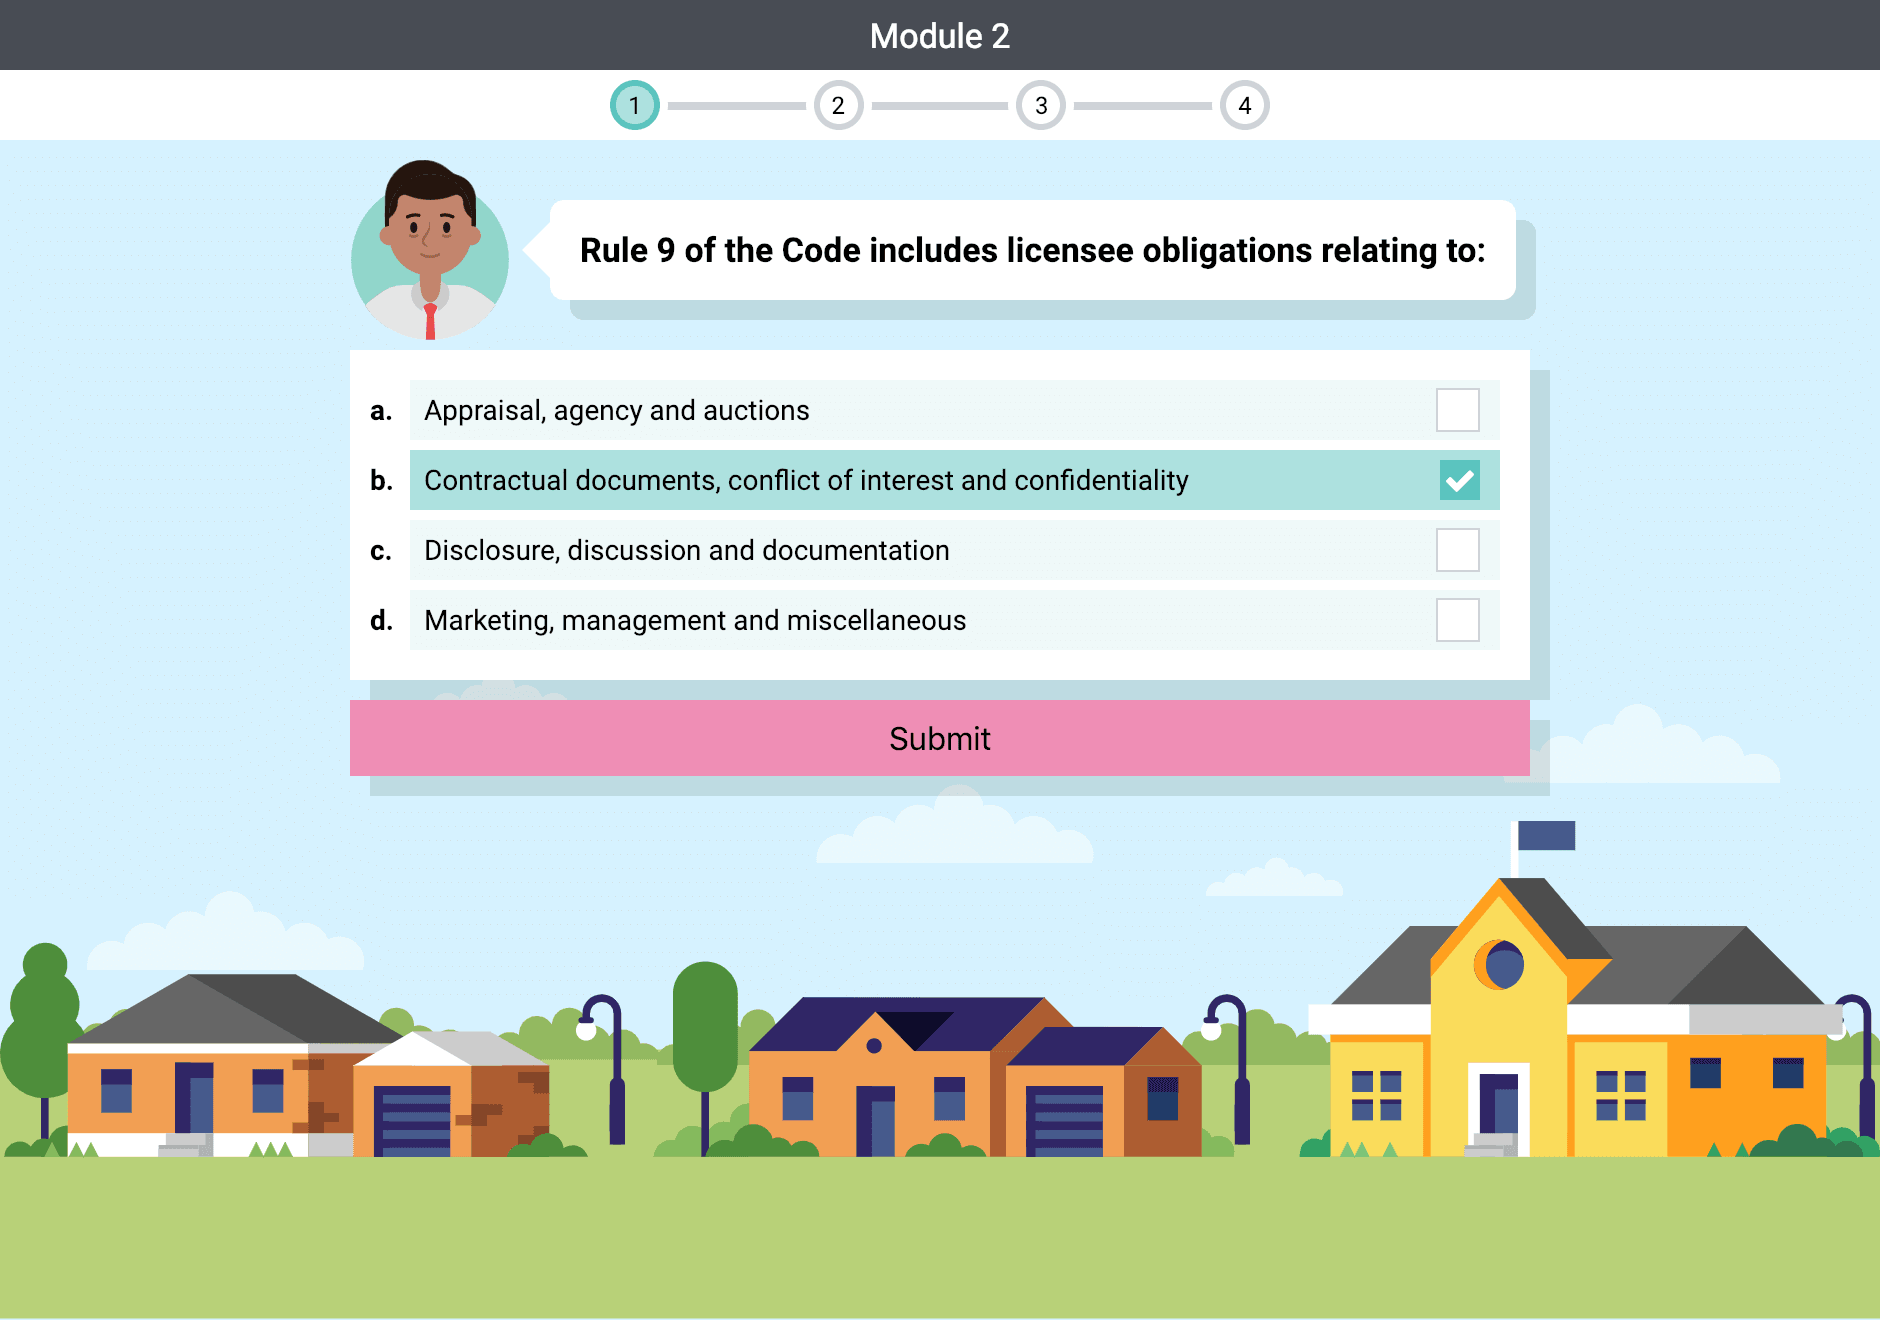 Module 2
1 2 3 4
Rule 9 of the Code includes licensee obligations relating to:
a. Appraisal, agency and auctions
b. Contractual documents, conflict of interest and confidentiality
c. Disclosure, discussion and documentation
d. Marketing, management and miscellaneous
Submit